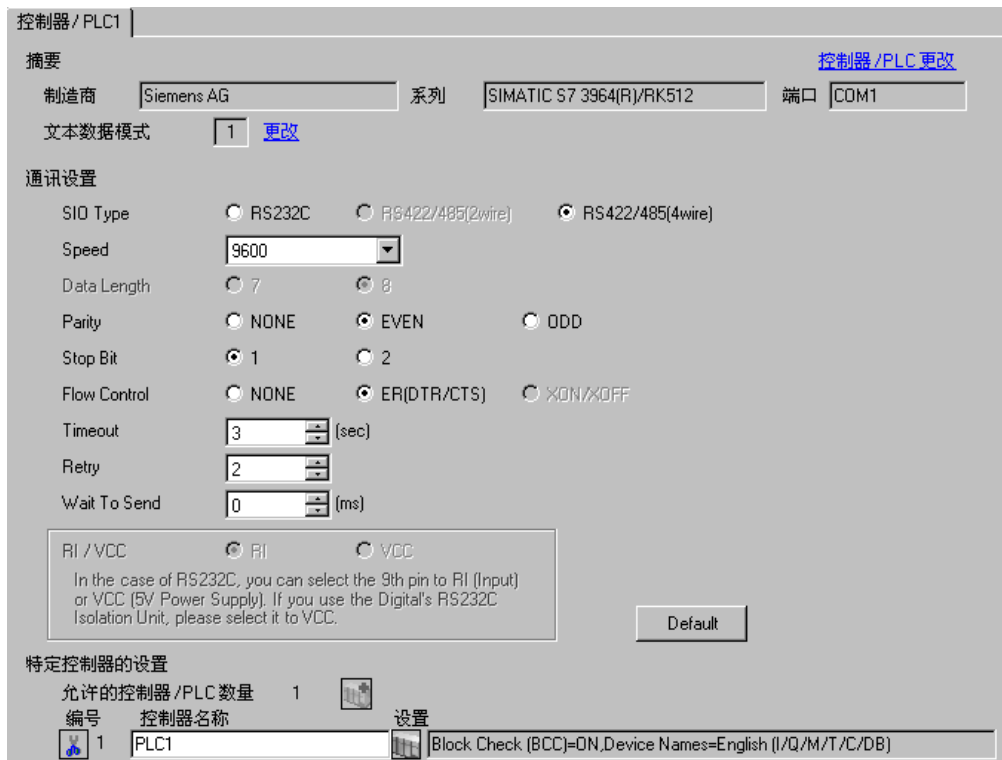 控制器/PLC1
摘要 控制器/PLC更改
制造商 Siemens AG 系列 SIMATIC S7 3964(R)/RK512 端口 COM1
文本数据模式 1 更改
通讯设置
SIO Type RS232C RS422/485(2wire) RS422/485(4wire)
Speed 9600
Data Length 7 8
Parity NONE EVEN ODD
Stop Bit 1 2
Flow Control NONE ER(DTR/CTS) XON/XOFF
Timeout 3 (sec)
Retry 2
Wait To Send 0 (ms)
RI / VCC RI VCC
In the case of RS232C, you can select the 9th pin to RI (Input)
or VCC (5V Power Supply). If you use the Digital's RS232C
Isolation Unit, please select it to VCC.
Default
特定控制器的设置
允许的控制器/PLC数量 1
编号 控制器名称 设置
1 PLC1 Block Check (BCC)=ON,Device Names=English (I/Q/M/T/C/DB)